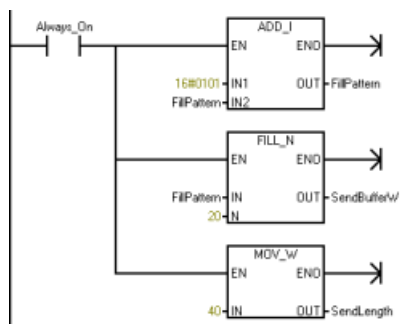 Always_On
ADD_I
EN ENO
16#0101 IN1 OUT FillPattern
FillPattern IN2
FILL_N
EN ENO
FillPattern IN OUT SendBufferW
20 N
MOV_W
EN ENO
40 IN OUT SendLength